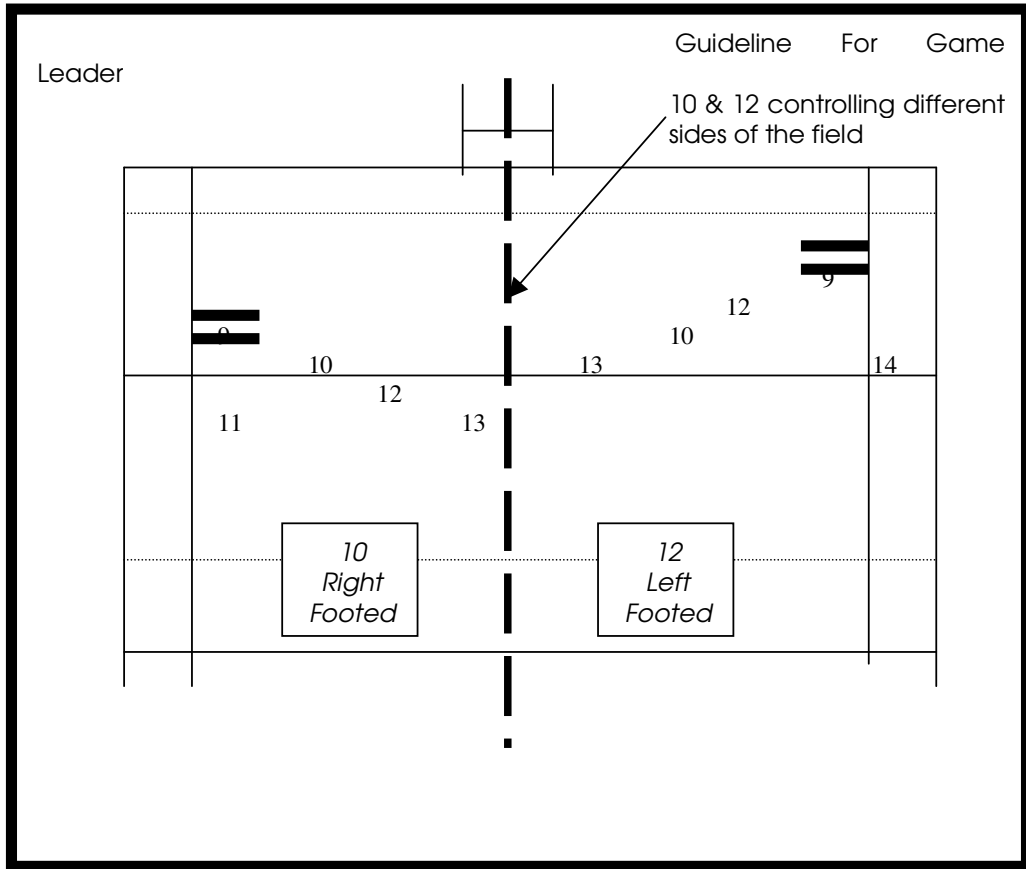 Guideline For Game
Leader
10 & 12 controlling different
sides of the field
9
12
9
10
10
13
14
12
11
13
10
Right
Footed
12
Left
Footed